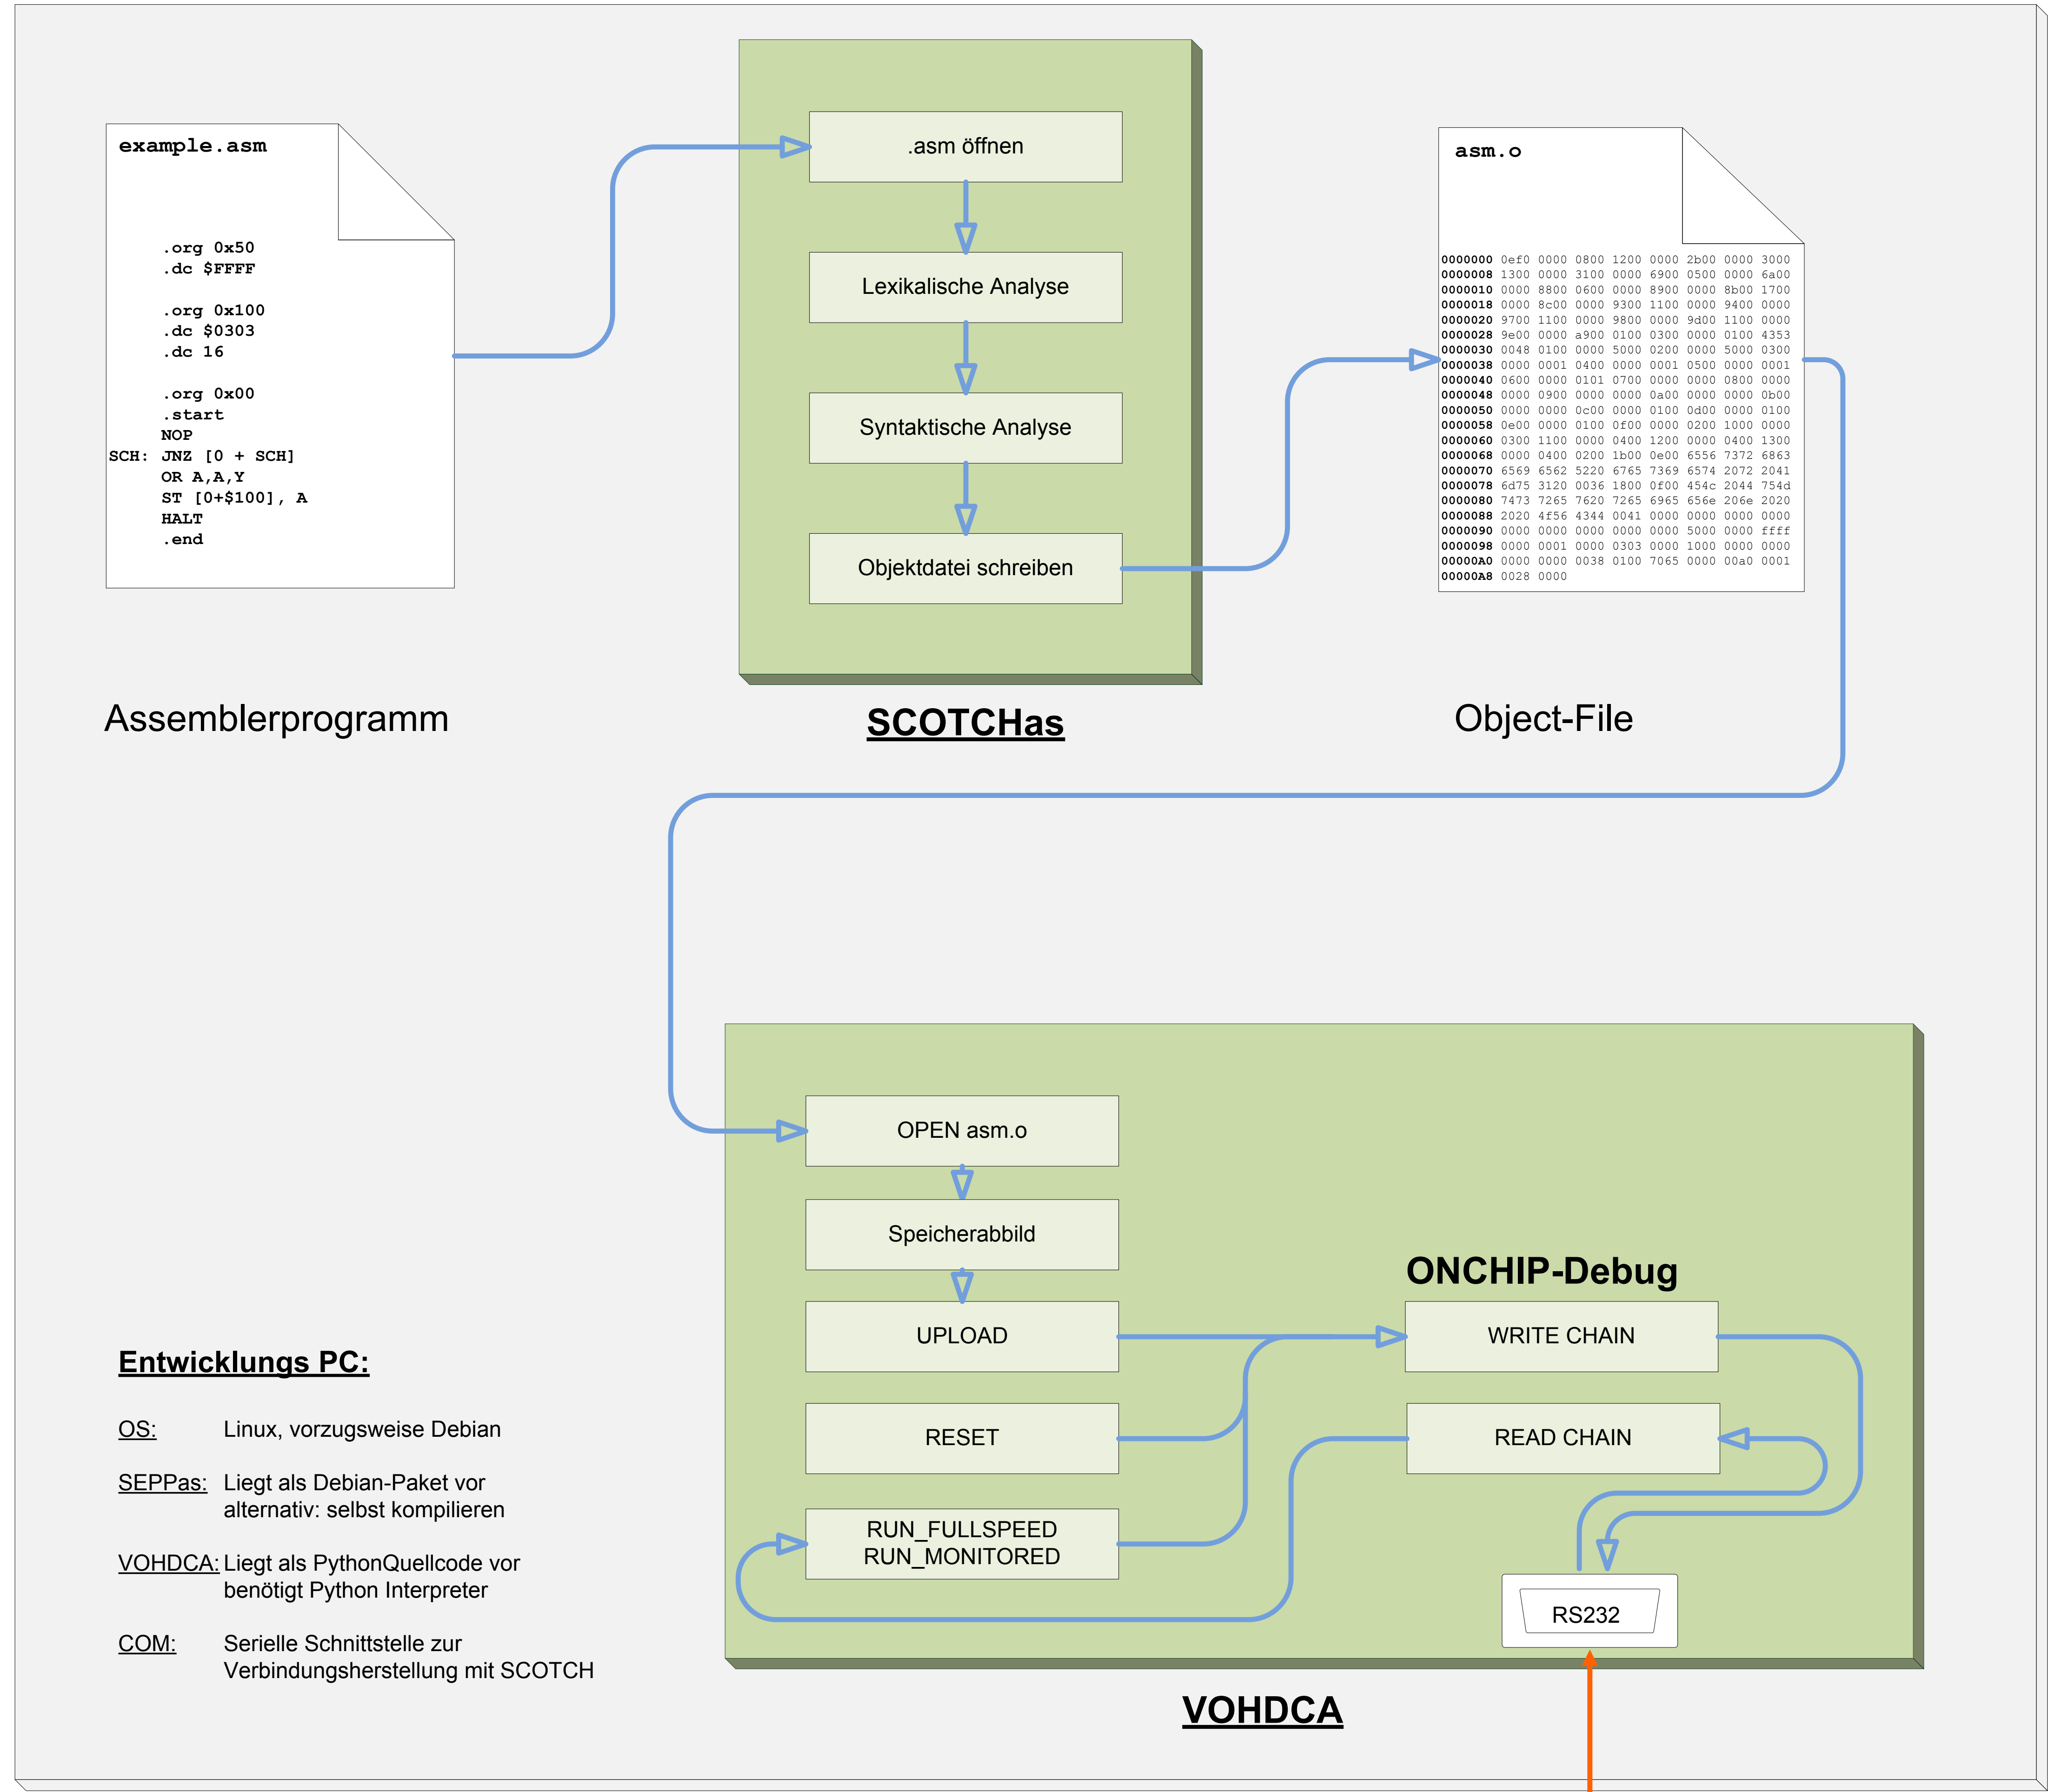 example.asm
.org 0x50
.dc $FFFF
.org 0x100
.dc $0303
.dc 16
.org 0x00
.start
NOP
SCH: JNZ [0 + SCH]
OR A,A,Y
ST [0+$100], A
HALT
.end
Assemblerprogramm
.asm öffnen
Lexikalische Analyse
Syntaktische Analyse
Objektdatei schreiben
SCOTCHas
asm.o
0000000 0ef0 0000 0800 1200 0000 2b00 0000 3000
0000008 1300 0000 3100 0000 6900 0500 0000 6a00
0000010 0000 8800 0600 0000 8900 0000 8b00 1700
0000018 0000 8c00 0000 9300 1100 0000 9400 0000
0000020 9700 1100 0000 9800 0000 9d00 1100 0000
0000028 9e00 0000 a900 0100 0300 0000 0100 4353
0000030 0048 0100 0000 5000 0200 0000 5000 0300
0000038 0000 0001 0400 0000 0001 0500 0000 0001
0000040 0600 0000 0101 0700 0000 0000 0800 0000
0000048 0000 0900 0000 0000 0a00 0000 0000 0b00
0000050 0000 0000 0c00 0000 0100 0d00 0000 0100
0000058 0e00 0000 0100 0f00 0000 0200 1000 0000
0000060 0300 1100 0000 0400 1200 0000 0400 1300
0000068 0000 0400 0200 1b00 0e00 6556 7372 6863
0000070 6569 6562 5220 6765 7369 6574 2072 2041
0000078 6d75 3120 0036 1800 0f00 454c 2044 754d
0000080 7473 7265 7620 7265 6965 656e 206e 2020
0000088 2020 4f56 4344 0041 0000 0000 0000 0000
0000090 0000 0000 0000 0000 0000 5000 0000 ffff
0000098 0000 0001 0000 0303 0000 1000 0000 0000
00000A0 0000 0000 0038 0100 7065 0000 00a0 0001
00000A8 0028 0000
Object-File
OPEN asm.o
Speicherabbild
UPLOAD
RESET
RUN_FULLSPEED
RUN_MONITORED
ONCHIP-Debug
WRITE CHAIN
READ CHAIN
RS232
VOHDCA
Entwicklungs PC:
OS: Linux, vorzugsweise Debian
SEPPas: Liegt als Debian-Paket vor
alternativ: selbst kompilieren
VOHDCA: Liegt als PythonQuellcode vor
benötigt Python Interpreter
COM: Serielle Schnittstelle zur
Verbindungsherstellung mit SCOTCH